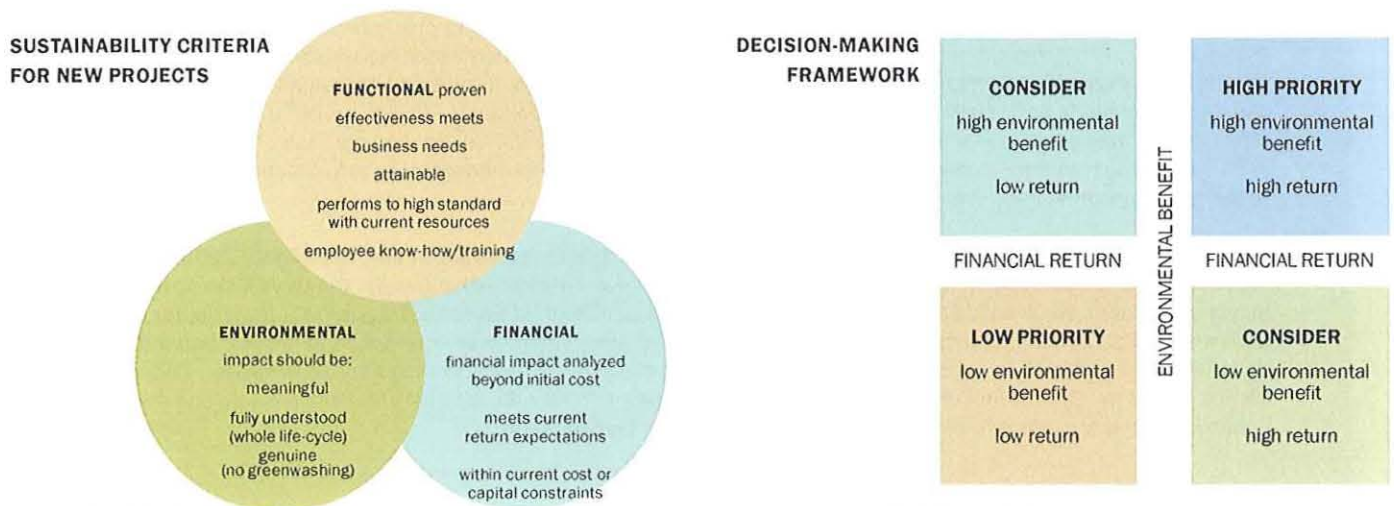 SUSTAINABILITY CRITERIA
FOR NEW PROJECTS
FUNCTIONAL proven
effectiveness meets
business needs
attainable
performs to high standard
with current resources
employee know-how/training
ENVIRONMENTAL
impact should be:
meaningful
fully understood
(whole life-cycle)
genuine
(no greenwashing)
FINANCIAL
financial impact analyzed
beyond initial cost
meets current
return expectations
within current cost or
capital constraints
DECISION-MAKING
FRAMEWORK
CONSIDER
high environmental
benefit
low return
HIGH PRIORITY
high environmental
benefit
high return
FINANCIAL RETURN
ENVIRONMENTAL BENEFIT
FINANCIAL RETURN
LOW PRIORITY
low environmental
benefit
low return
CONSIDER
low environmental
benefit
high return